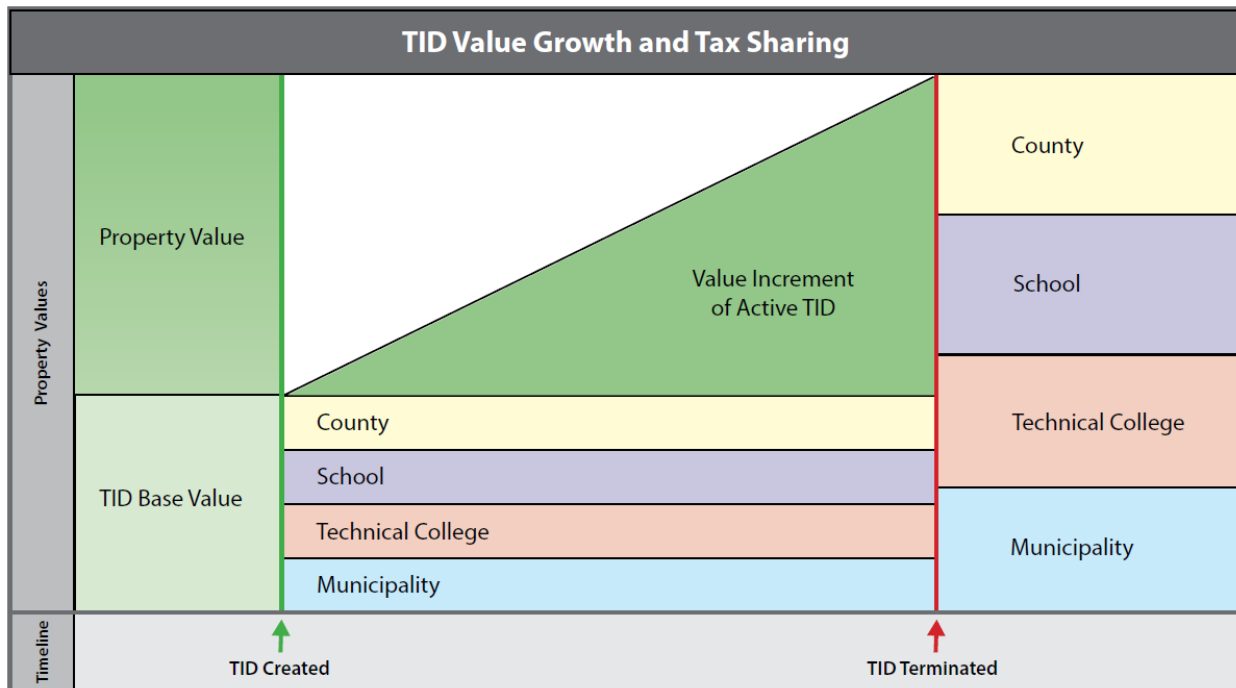 TID Value Growth and Tax Sharing
Property Values
Property Value
TID Base Value
Value Increment
of Active TID
County
School
Technical College
Municipality
County
School
Technical College
Municipality
Timeline
TID Created
TID Terminated